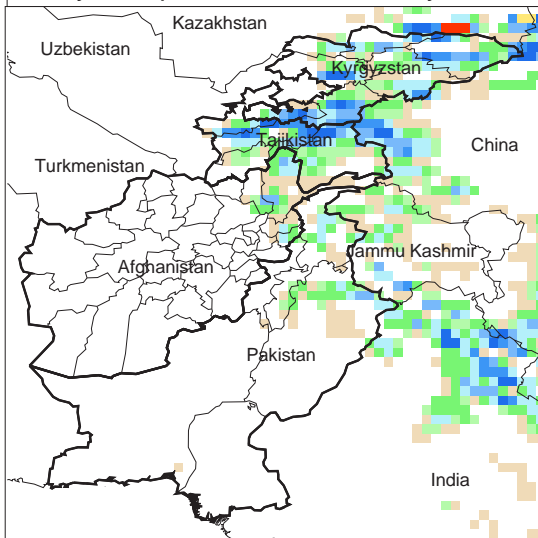 Kazakhstan
Uzbekistan
Kyrgyzstan
Tajikistan
China
Turkmenistan
Jammu Kashmir
Afghanistan
Pakistan
India